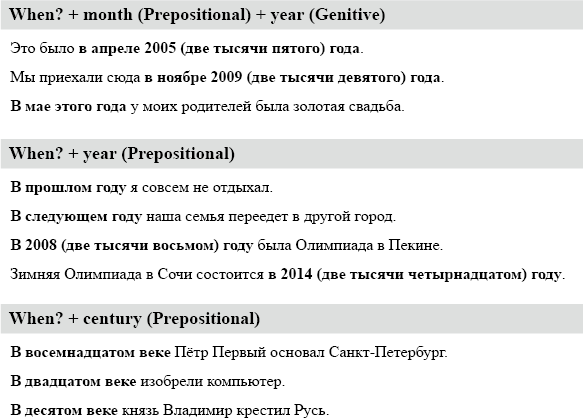 When? + month (Prepositional) + year (Genitive)
Это было в апреле 2005 (две тысячи пятого) года.
Мы приехали сюда в ноябре 2009 (две тысячи девятого) года.
В мае этого года у моих родителей была золотая свадьба.
When? + year (Prepositional)
В прошлом году я совсем не отдыхал.
В следующем году наша семья переедет в другой город.
В 2008 (две тысячи восьмом) году была Олимпиада в Пекине.
Зимняя Олимпиада в Сочи состоится в 2014 (две тысячи четырнадцатом) году.
When? + century (Prepositional)
В восемнадцатом веке Пётр Первый основал Санкт-Петербург.
В двадцатом веке изобрели компьютер.
В десятом веке князь Владимир крестил Русь.